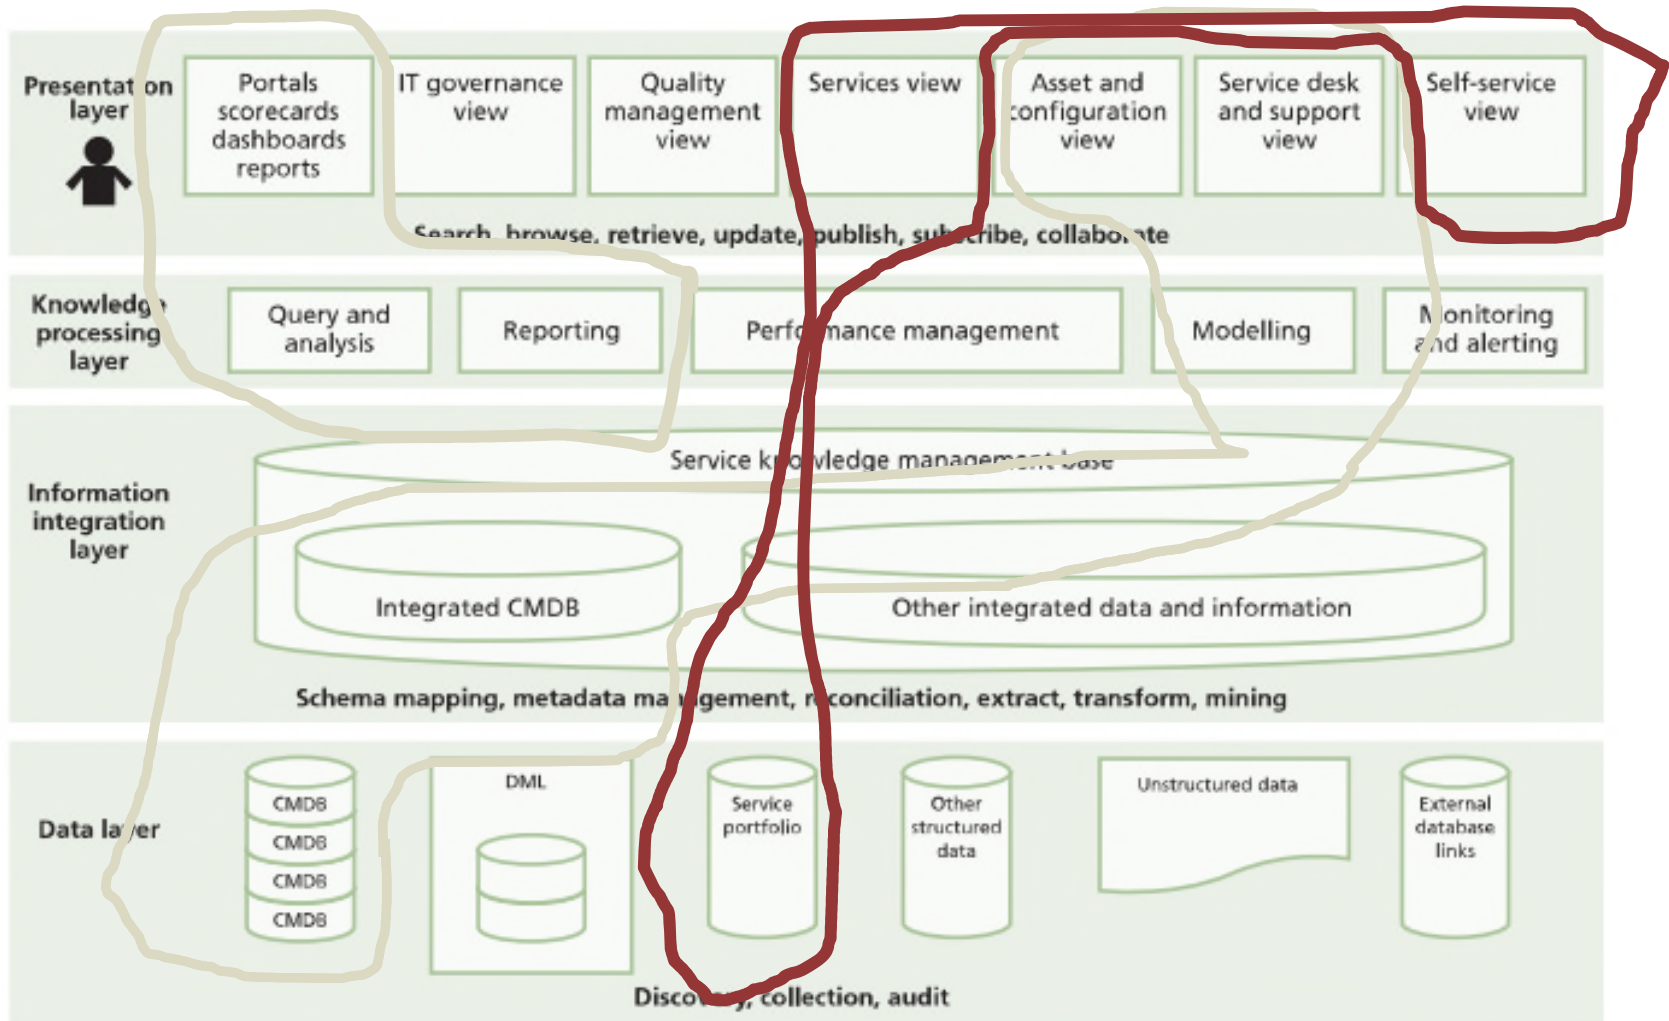 Presentation
layer
Portals
scorecards
dashboards
reports
IT governance
view
Quality
management
view
Services view
Asset and
configuration
view
Service desk
and support
view
Self-service
view
Search, browse, retrieve, update, publish, subscribe, collaborate
Knowledge
processing
layer
Query and
analysis
Reporting
Performance management
Modelling
Monitoring
and alerting
Information
integration
layer
Service knowledge management base
Integrated CMDB
Other integrated data and information
Schema mapping, metadata management, reconciliation, extract, transform, mining
Data layer
CMDB
CMDB
CMDB
CMDB
DML
Service
portfolio
Other
structured
data
Unstructured data
External
database
links
Discovery, collection, audit